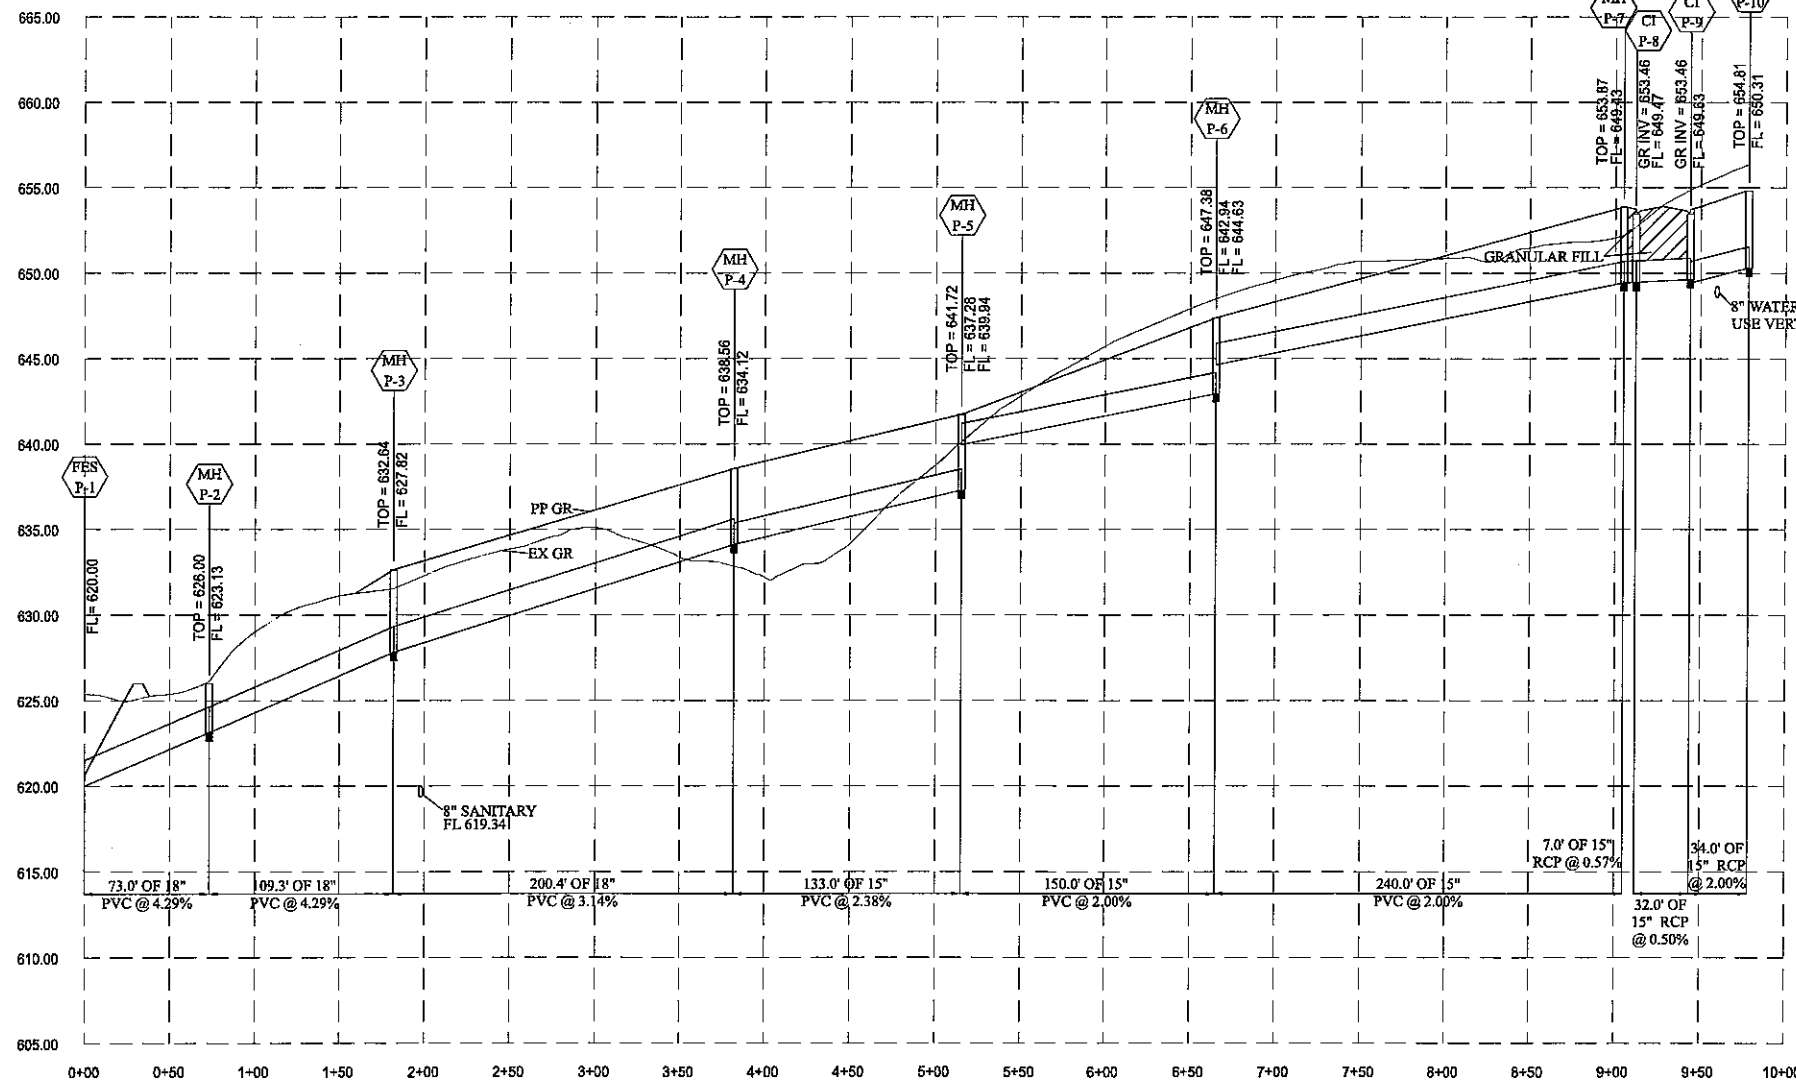 665.00
660.00
655.00
650.00
645.00
640.00
635.00
630.00
625.00
620.00
615.00
610.00
605.00
FES
P-1
FL = 620.00
MH
P-2
TOP = 626.00
FL = 623.13
MH
P-3
TOP = 632.64
FL = 627.82
MH
P-4
TOP = 638.56
FL = 634.12
MH
P-5
TOP = 641.72
FL = 637.28
FL = 639.94
MH
P-6
TOP = 647.38
FL = 642.94
FL = 644.63
MH
P-7
TOP = 653.87
FL = 649.43
CI
P-8
GR INV = 653.46
FL = 649.47
CI
P-9
GR INV = 653.46
FL = 649.63
P-10
TOP = 654.81
FL = 650.31
PP GR
EX GR
GRANULAR FILL
8" WATER
USE VERT
8" SANITARY
FL 619.34
73.0' OF 18"
PVC @ 4.29%
109.3' OF 18"
PVC @ 4.29%
200.4' OF 18"
PVC @ 3.14%
133.0' OF 15"
PVC @ 2.38%
150.0' OF 15"
PVC @ 2.00%
240.0' OF 15"
PVC @ 2.00%
7.0' OF 15"
RCP @ 0.57%
32.0' OF
15" RCP
@ 0.50%
34.0' OF
15" RCP
@ 2.00%
0+00 0+50 1+00 1+50 2+00 2+50 3+00 3+50 4+00 4+50 5+00 5+50 6+00 6+50 7+00 7+50 8+00 8+50 9+00 9+50 10+00